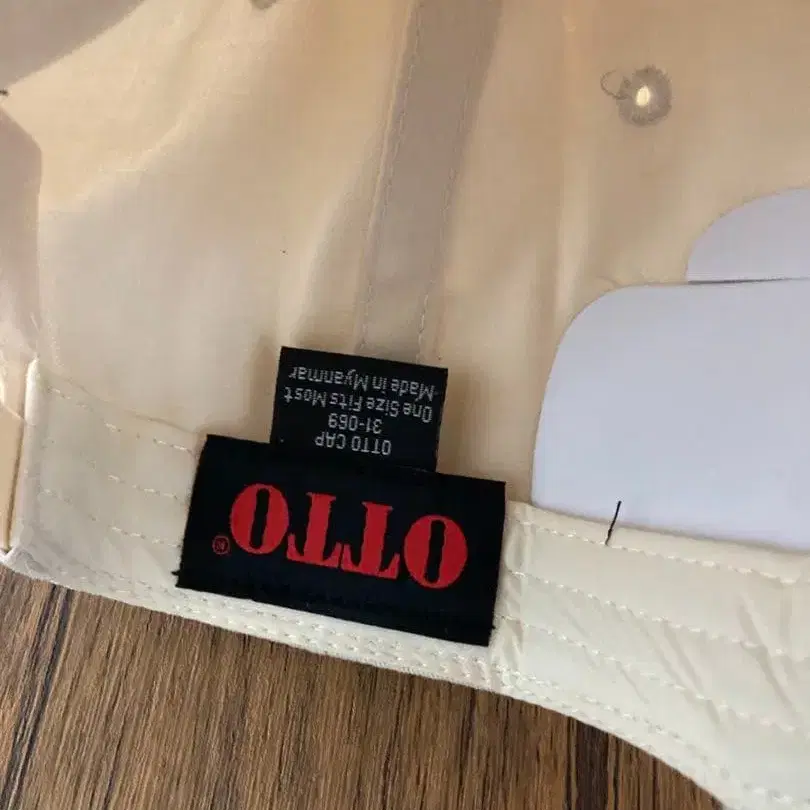 OTTO®
OTTO CAP
31-069
One Size Fits Most
Made in Myanmar